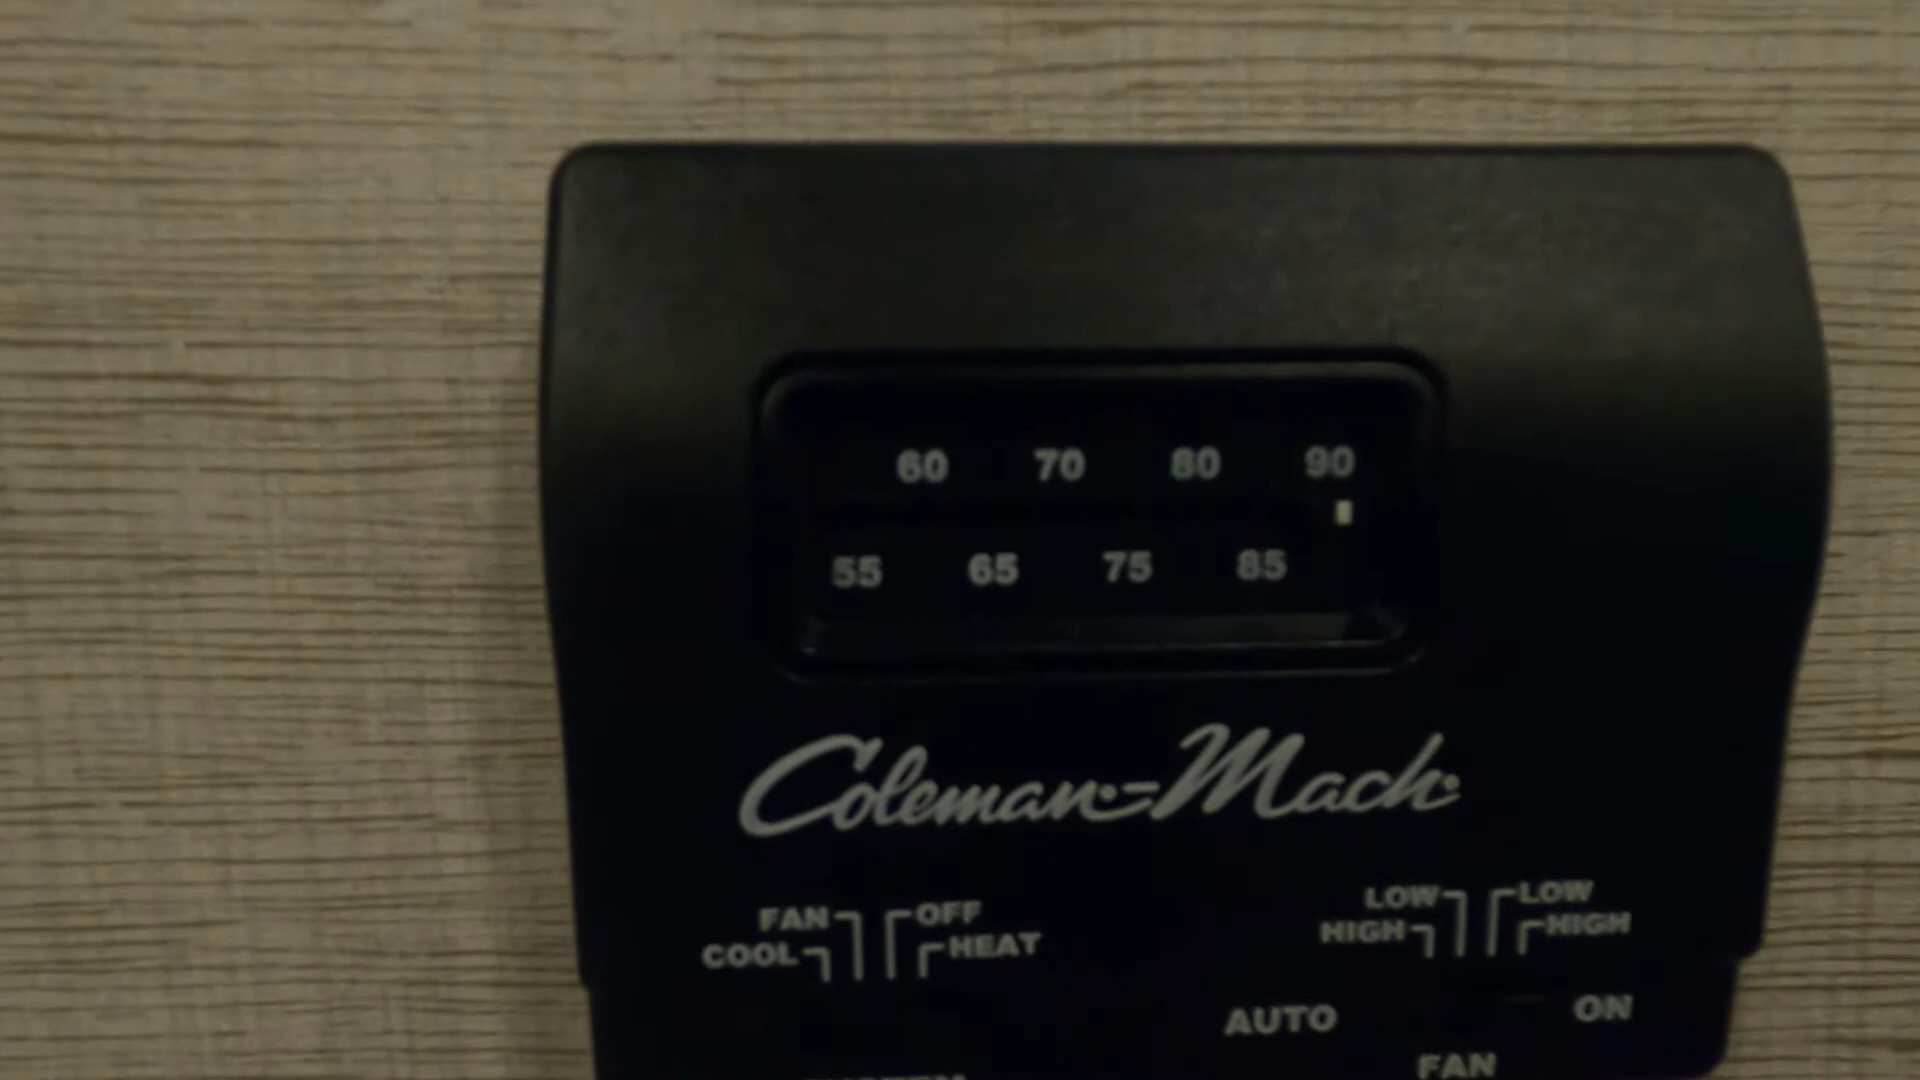 60 70 80 90
55 65 75 85
Coleman-Mach
FAN OFF
COOL HEAT
LOW LOW
HIGH HIGH
AUTO ON
FAN